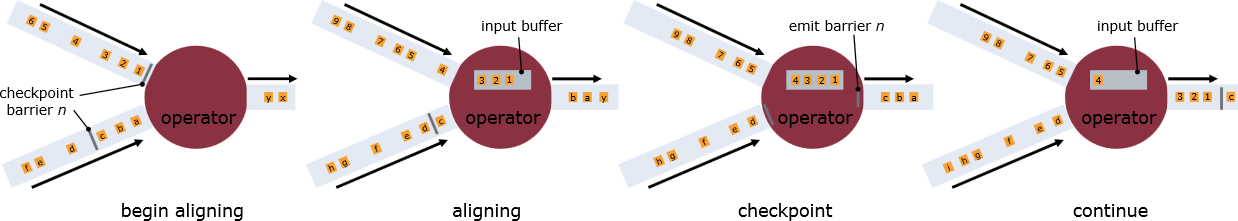 6 5 4 3 2 1
checkpoint
barrier n
y x
operator
f e d c b a
begin aligning
9 8 7 6 5 4
input buffer
3 2 1
b a y
operator
h g f e d c
aligning
9 8 7 6 5
emit barrier n
4 3 2 1
c b a
operator
h g f e d
checkpoint
9 8 7 6 5
input buffer
4
3 2 1 c
operator
l h g f e d
continue